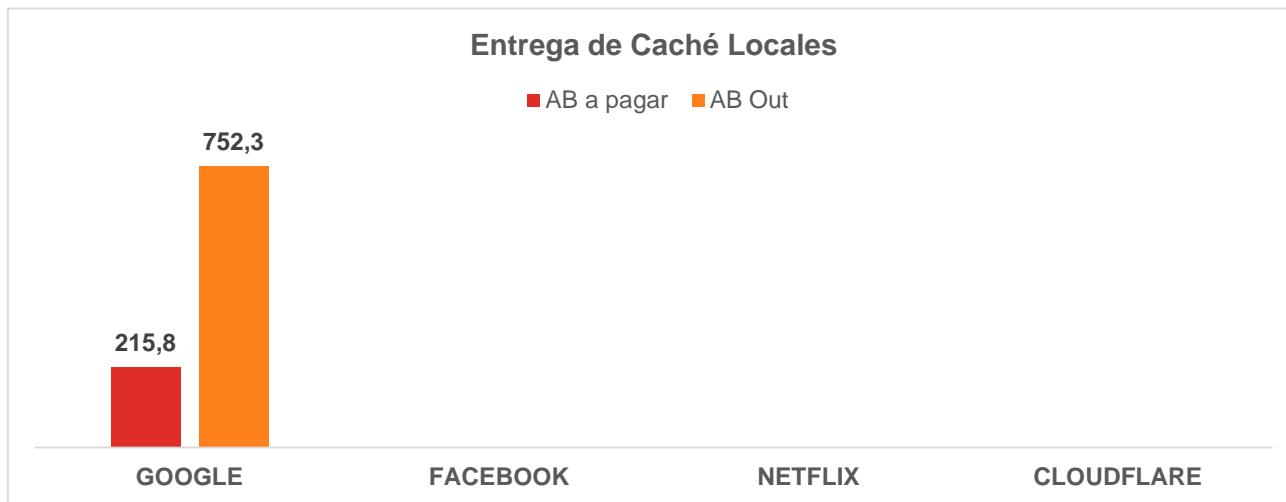 Entrega de Caché Locales
AB a pagar AB Out
752,3
215,8
GOOGLE FACEBOOK NETFLIX CLOUDFLARE